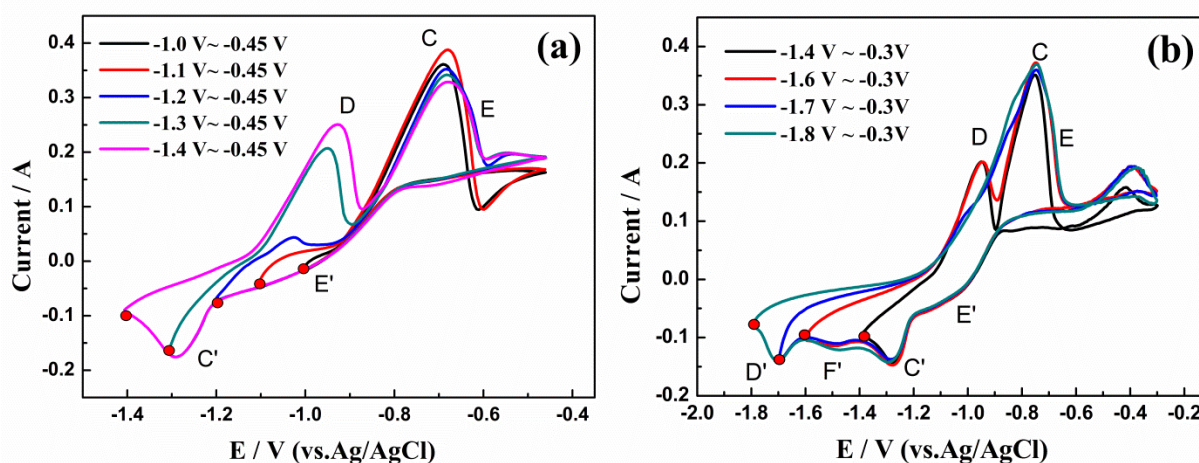 (a)
-1.0 V~ -0.45 V
-1.1 V~ -0.45 V
-1.2 V~ -0.45 V
-1.3 V~ -0.45 V
-1.4 V~ -0.45 V
C
D
E
E'
C'
0.4
0.3
0.2
0.1
0.0
-0.1
-0.2
Current / A
-1.4
-1.2
-1.0
-0.8
-0.6
-0.4
E / V (vs.Ag/AgCl)
(b)
-1.4 V ~ -0.3V
-1.6 V ~ -0.3V
-1.7 V ~ -0.3V
-1.8 V ~ -0.3V
C
D
E
E'
D'
F'
C'
0.4
0.3
0.2
0.1
0.0
-0.1
-0.2
Current / A
-2.0
-1.8
-1.6
-1.4
-1.2
-1.0
-0.8
-0.6
-0.4
-0.2
E / V (vs.Ag/AgCl)